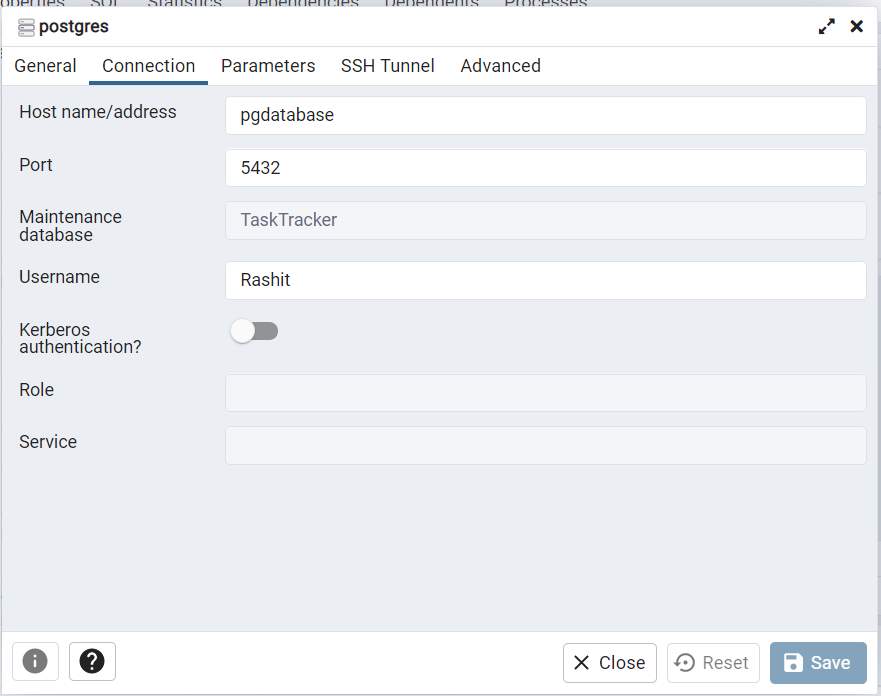 postgres
General Connection Parameters SSH Tunnel Advanced
Host name/address pgdatabase
Port 5432
Maintenance
database TaskTracker
Username Rashit
Kerberos
authentication?
Role
Service
Close Reset Save